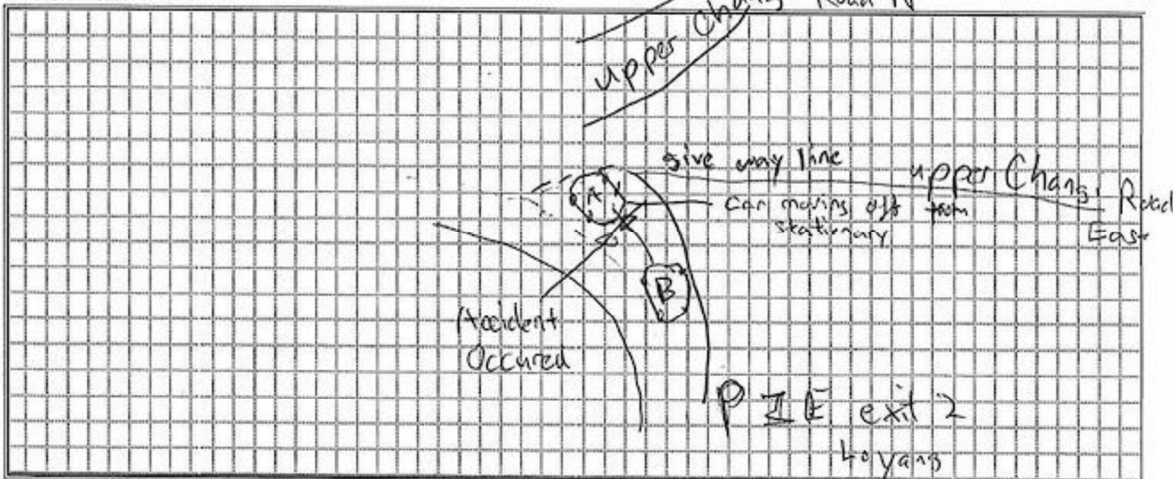 Upper Changi Road N
give way line
Upper Changi Road
East
car moving off from
stationary
A
B
Accident
Occured
PIE exit 2
Loyang